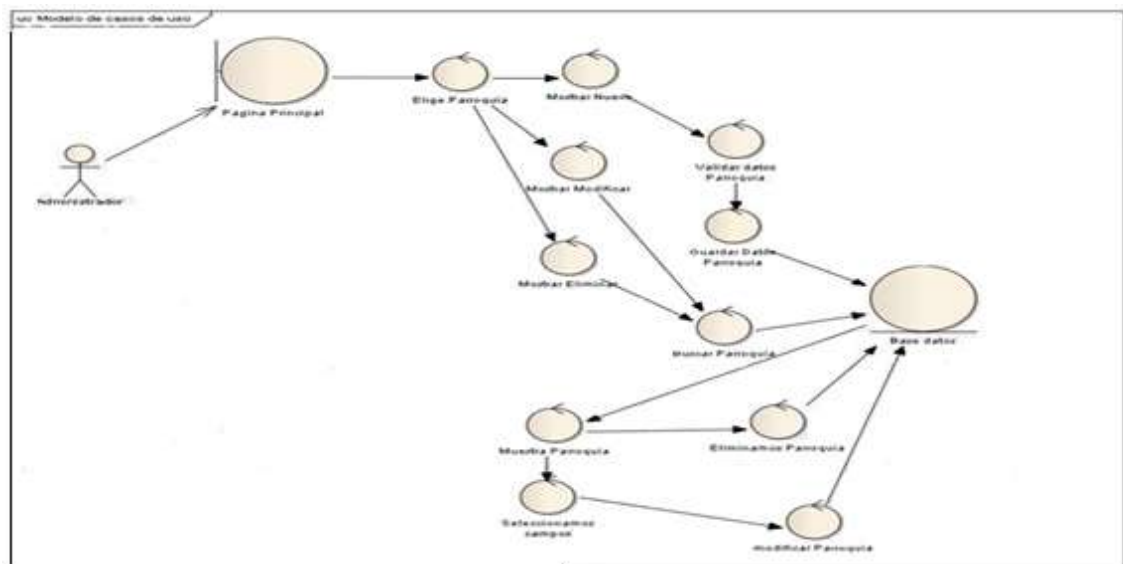 uc Modelo de casos de uso
Pagina Principal
Elige Parroquia
Mostrar Nuevo
Administrador
Mostrar Modificar
Validar datos
Parroquia
Guardar Datos
Parroquia
Mostrar Eliminar
Buscar Parroquia
Base datos
Muestra Parroquia
Eliminamos Parroquia
Seleccionamos
campos
modificar Parroquia